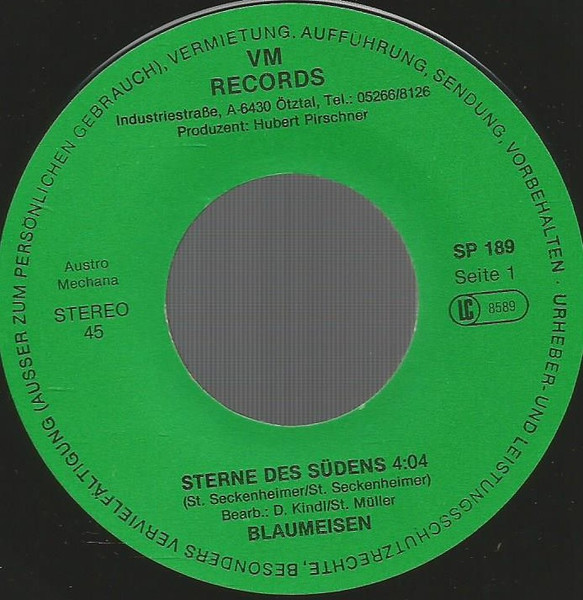 VM
RECORDS
Industriestraße, A-6430 Ötztal, Tel.: 05266/8126
Produzent: Hubert Pirschner
Austro
Mechana
STEREO
45
SP 189
Seite 1
LC 8589
STERNE DES SÜDENS 4:04
(St. Seckenheimer/St. Seckenheimer)
Bearb.: D. Kindl/St. Müller
BLAUMEISEN
URHEBER- UND LEISTUNGSSCHUTZRECHTE, BESONDERS VERVIELFÄLTIGUNG (AUSSER ZUM PERSÖNLICHEN GEBRAUCH), VERMIETUNG. AUFFÜHRUNG, SENDUNG, VORBEHALTEN ·